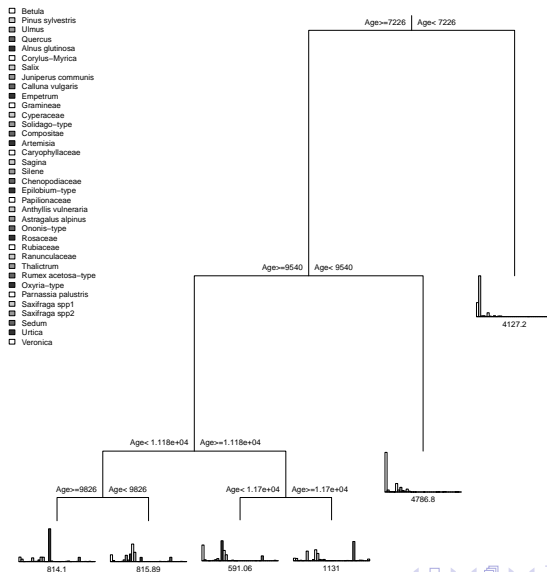 Betula
Pinus sylvestris
Ulmus
Quercus
Alnus glutinosa
Corylus−Myrica
Salix
Juniperus communis
Calluna vulgaris
Empetrum
Gramineae
Cyperaceae
Solidago−type
Compositae
Artemisia
Caryophyllaceae
Sagina
Silene
Chenopodiaceae
Epilobium−type
Papilionaceae
Anthyllis vulneraria
Astragalus alpinus
Ononis−type
Rosaceae
Rubiaceae
Ranunculaceae
Thalictrum
Rumex acetosa−type
Oxyria−type
Parnassia palustris
Saxifraga spp1
Saxifraga spp2
Sedum
Urtica
Veronica
Age>=7226 Age< 7226
Age>=9540 Age< 9540
4127.2
Age< 1.118e+04 Age>=1.118e+04
Age>=9826 Age< 9826 Age< 1.17e+04 Age>=1.17e+04
4786.8
814.1 815.89 591.06 1131